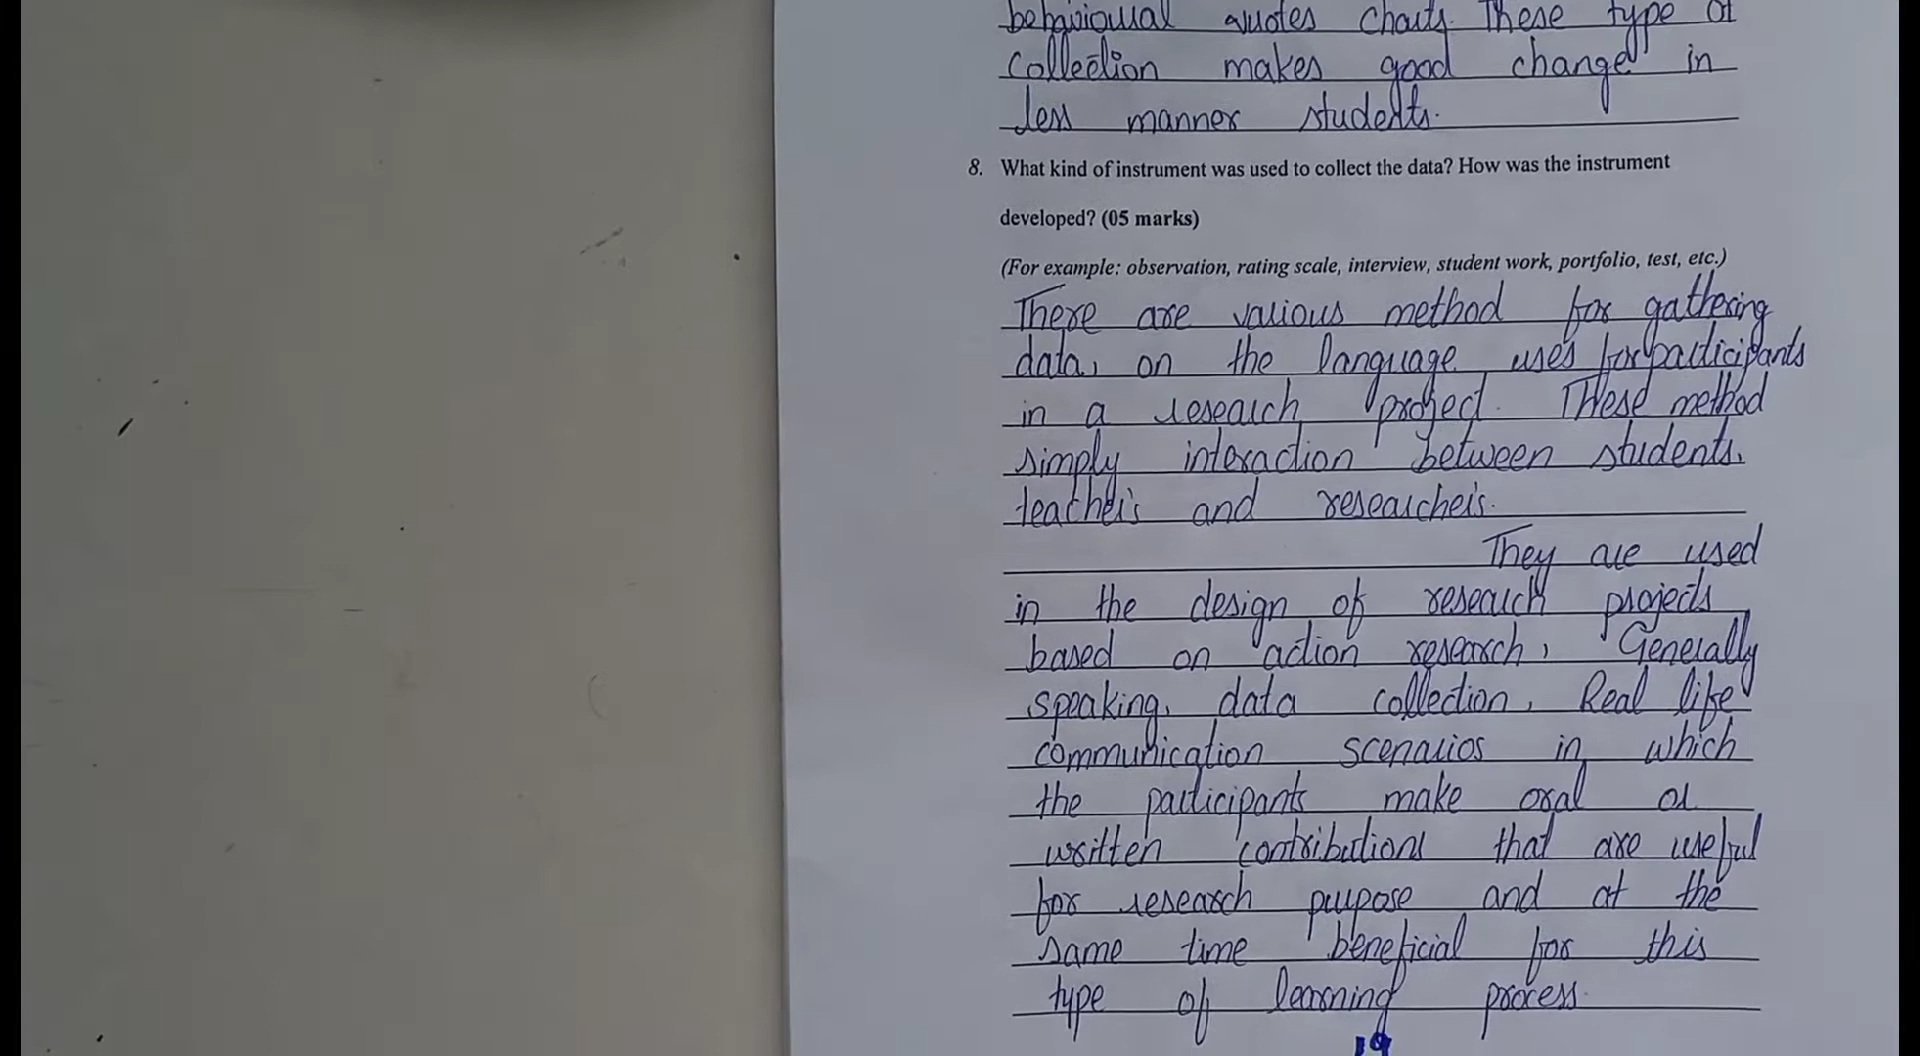 behavioural quotes charts. These type of
collection makes good change in
less manner students.
8. What kind of instrument was used to collect the data? How was the instrument
developed? (05 marks)
(For example: observation, rating scale, interview, student work, portfolio, test, etc.)
There are various method for gathering
data, on the language uses for participants
in a research project. These method
simply interaction between students,
teacher's and researcher's.
They are used
in the design of research projects
based on action research, Generally
speaking, data collection, Real life
communication scenarios in which
the participants make oral or
written contributions that are useful
for research purpose and at the
same time beneficial for this
type of learning process.
19